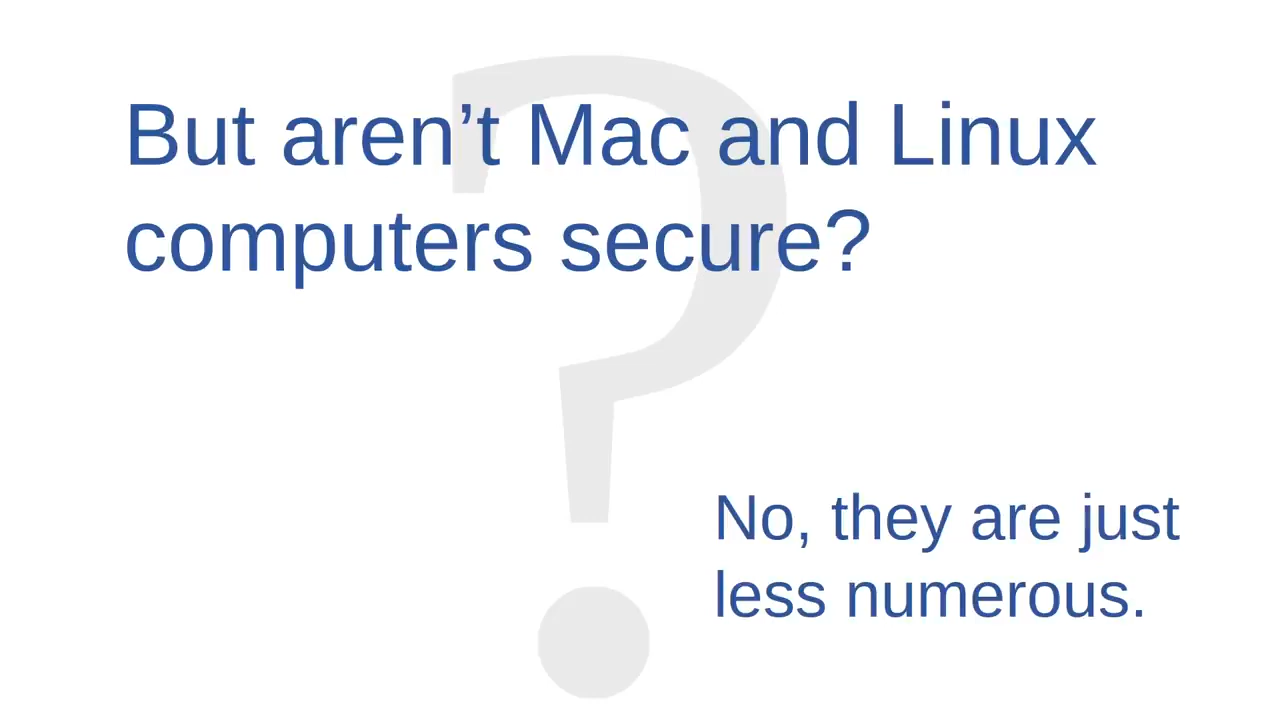 But aren’t Mac and Linux
computers secure?
No, they are just
less numerous.